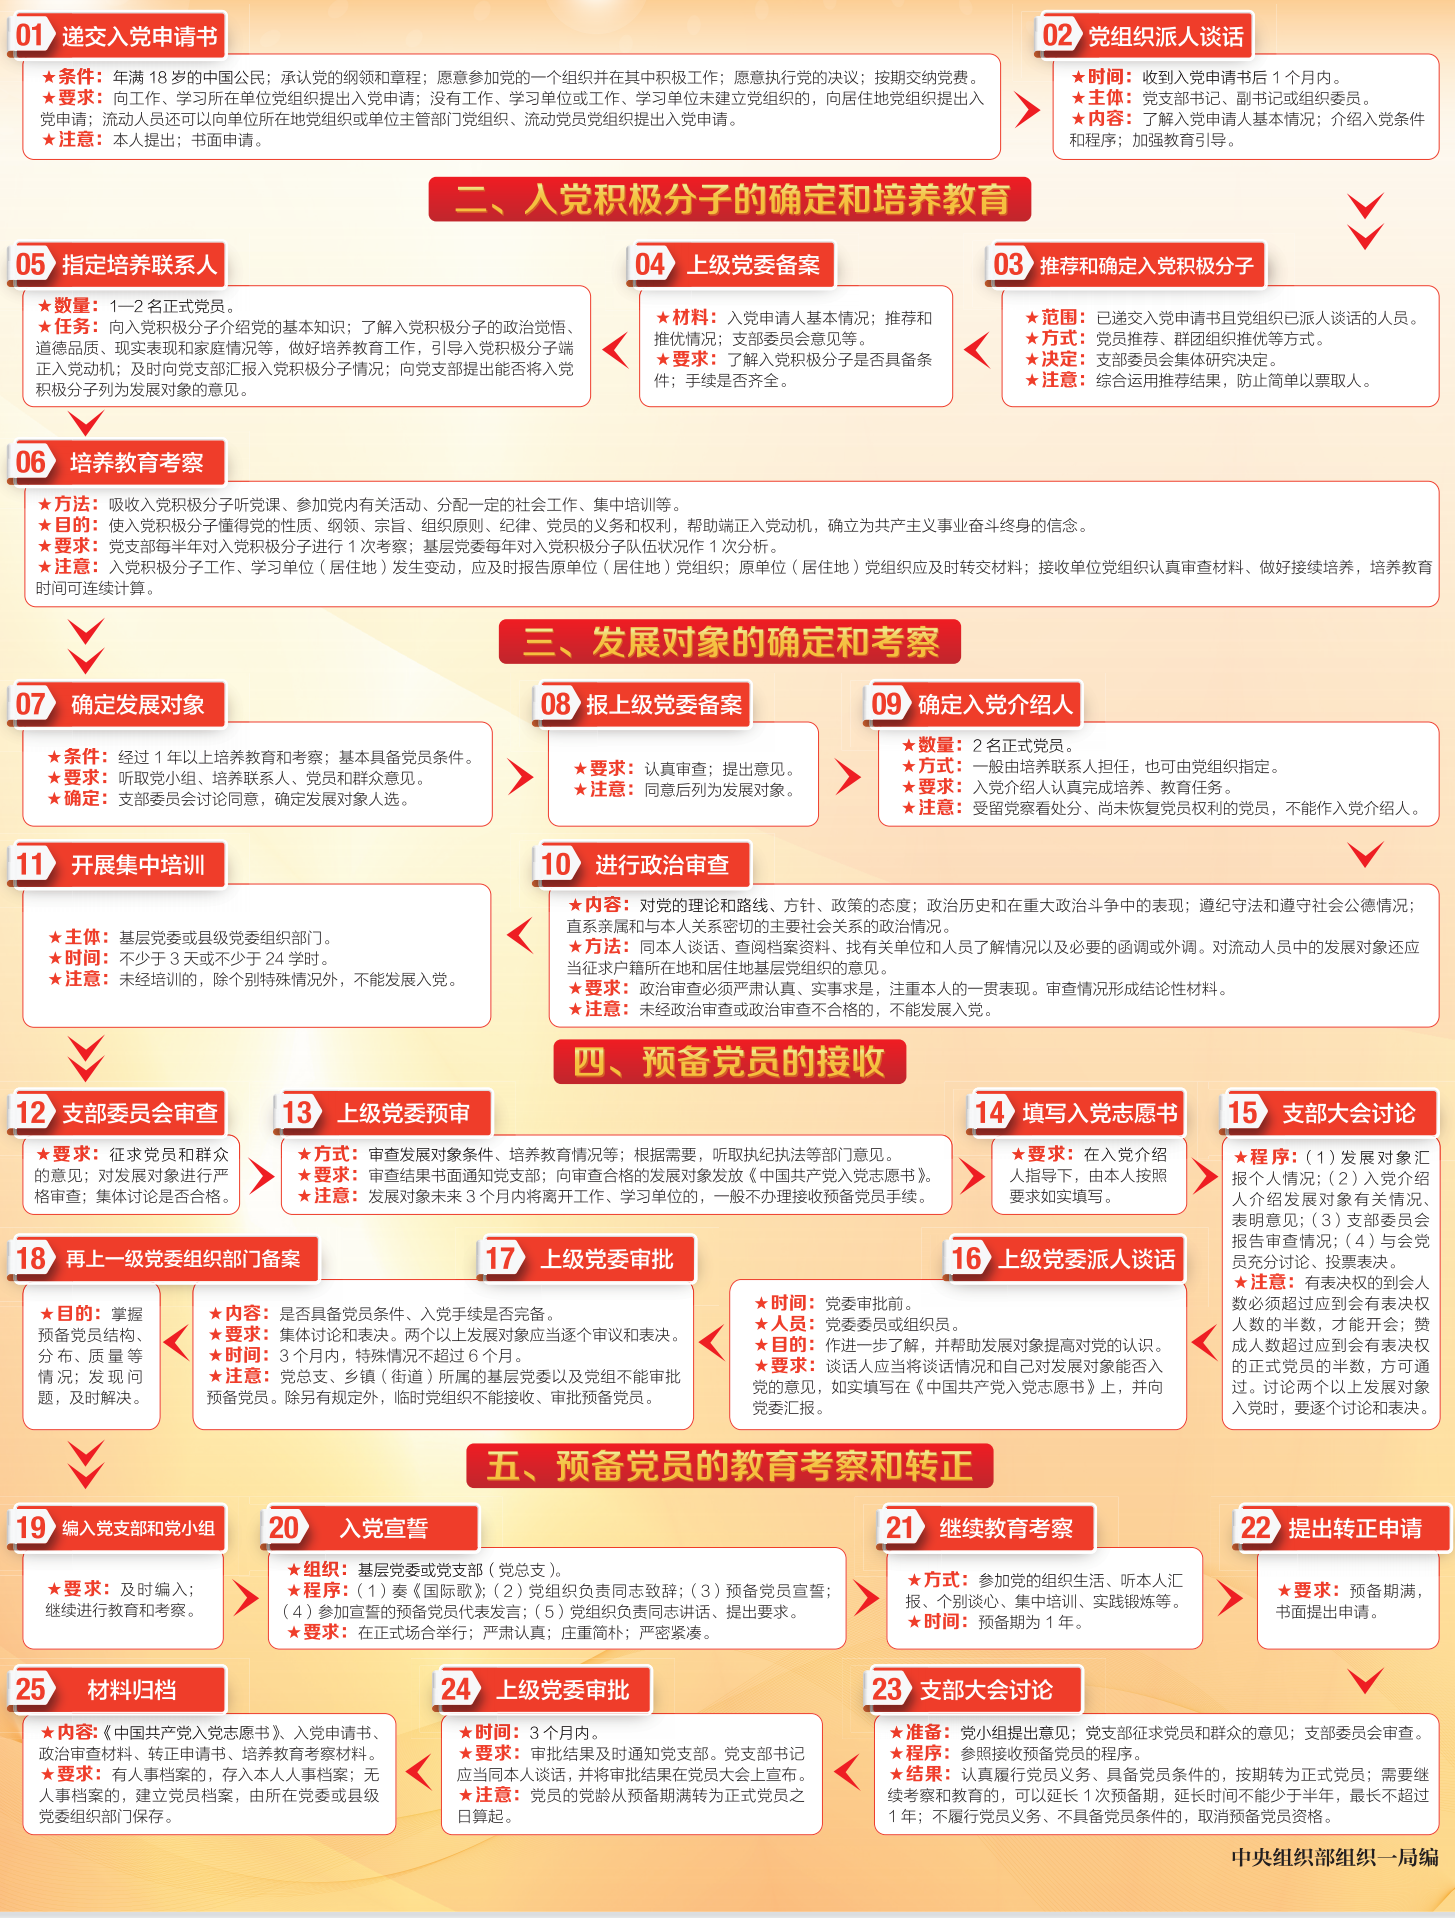 01 递交入党申请书
★条件：年满 18 岁的中国公民；承认党的纲领和章程；愿意参加党的一个组织并在其中积极工作；愿意执行党的决议；按期交纳党费。
★要求：向工作、学习所在单位党组织提出入党申请；没有工作、学习单位或工作、学习单位未建立党组织的，向居住地党组织提出入
党申请；流动人员还可以向单位所在地党组织或单位主管部门党组织、流动党员党组织提出入党申请。
★注意：本人提出；书面申请。
02 党组织派人谈话
★时间：收到入党申请书后 1 个月内。
★主体：党支部书记、副书记或组织委员。
★内容：了解入党申请人基本情况；介绍入党条件
和程序；加强教育引导。
二、入党积极分子的确定和培养教育
03 推荐和确定入党积极分子
★范围：已递交入党申请书且党组织已派人谈话的人员。
★方式：党员推荐、群团组织推优等方式。
★决定：支部委员会集体研究决定。
★注意：综合运用推荐结果，防止简单以票取人。
04 上级党委备案
★材料：入党申请人基本情况；推荐和
推优情况；支部委员会意见等。
★要求：了解入党积极分子是否具备条
件；手续是否齐全。
05 指定培养联系人
★数量：1—2 名正式党员。
★任务：向入党积极分子介绍党的基本知识；了解入党积极分子的政治觉悟、
道德品质、现实表现和家庭情况等，做好培养教育工作，引导入党积极分子端
正入党动机；及时向党支部汇报入党积极分子情况；向党支部提出能否将入党
积极分子列为发展对象的意见。
06 培养教育考察
★方法：吸收入党积极分子听党课、参加党内有关活动、分配一定的社会工作、集中培训等。
★目的：使入党积极分子懂得党的性质、纲领、宗旨、组织原则、纪律、党员的义务和权利，帮助端正入党动机，确立为共产主义事业奋斗终身的信念。
★要求：党支部每半年对入党积极分子进行 1 次考察；基层党委每年对入党积极分子队伍状况作 1 次分析。
★注意：入党积极分子工作、学习单位（居住地）发生变动，应及时报告原单位（居住地）党组织；原单位（居住地）党组织应及时转交材料；接收单位党组织认真审查材料、做好接续培养，培养教育
时间可连续计算。
三、发展对象的确定和考察
07 确定发展对象
★条件：经过 1 年以上培养教育和考察；基本具备党员条件。
★要求：听取党小组、培养联系人、党员和群众意见。
★确定：支部委员会讨论同意，确定发展对象人选。
08 报上级党委备案
★要求：认真审查；提出意见。
★注意：同意后列为发展对象。
09 确定入党介绍人
★数量：2 名正式党员。
★方式：一般由培养联系人担任，也可由党组织指定。
★要求：入党介绍人认真完成培养、教育任务。
★注意：受留党察看处分、尚未恢复党员权利的党员，不能作入党介绍人。
10 进行政治审查
★内容：对党的理论和路线、方针、政策的态度；政治历史和在重大政治斗争中的表现；遵纪守法和遵守社会公德情况；
直系亲属和与本人关系密切的主要社会关系的政治情况。
★方法：同本人谈话、查阅档案资料、找有关单位和人员了解情况以及必要的函调或外调。对流动人员中的发展对象还应
当征求户籍所在地和居住地基层党组织的意见。
★要求：政治审查必须严肃认真、实事求是，注重本人的一贯表现。审查情况形成结论性材料。
★注意：未经政治审查或政治审查不合格的，不能发展入党。
11 开展集中培训
★主体：基层党委或县级党委组织部门。
★时间：不少于 3 天或不少于 24 学时。
★注意：未经培训的，除个别特殊情况外，不能发展入党。
四、预备党员的接收
12 支部委员会审查
★要求：征求党员和群众
的意见；对发展对象进行严
格审查；集体讨论是否合格。
13 上级党委预审
★方式：审查发展对象条件、培养教育情况等；根据需要，听取执纪执法等部门意见。
★要求：审查结果书面通知党支部；向审查合格的发展对象发放《中国共产党入党志愿书》。
★注意：发展对象未来 3 个月内将离开工作、学习单位的，一般不办理接收预备党员手续。
14 填写入党志愿书
★要求：在入党介绍
人指导下，由本人按照
要求如实填写。
15 支部大会讨论
★程序：（1）发展对象汇
报个人情况；（2）入党介绍
人介绍发展对象有关情况、
表明意见；（3）支部委员会
报告审查情况；（4）与会党
员充分讨论、投票表决。
★注意：有表决权的到会人
数必须超过应到会有表决权
人数的半数，才能开会；赞
成人数超过应到会有表决权
的正式党员的半数，方可通
过。讨论两个以上发展对象
入党时，要逐个讨论和表决。
16 上级党委派人谈话
★时间：党委审批前。
★人员：党委委员或组织员。
★目的：作进一步了解，并帮助发展对象提高对党的认识。
★要求：谈话人应当将谈话情况和自己对发展对象能否入
党的意见，如实填写在《中国共产党入党志愿书》上，并向
党委汇报。
17 上级党委审批
★内容：是否具备党员条件、入党手续是否完备。
★要求：集体讨论和表决。两个以上发展对象应当逐个审议和表决。
★时间：3 个月内，特殊情况不超过 6 个月。
★注意：党总支、乡镇（街道）所属的基层党委以及党组不能审批
预备党员。除另有规定外，临时党组织不能接收、审批预备党员。
18 再上一级党委组织部门备案
★目的：掌握
预备党员结构、
分布、质量等
情况；发现问
题，及时解决。
五、预备党员的教育考察和转正
19 编入党支部和党小组
★要求：及时编入；
继续进行教育和考察。
20 入党宣誓
★组织：基层党委或党支部（党总支）。
★程序：（1）奏《国际歌》；（2）党组织负责同志致辞；（3）预备党员宣誓；
（4）参加宣誓的预备党员代表发言；（5）党组织负责同志讲话、提出要求。
★要求：在正式场合举行；严肃认真；庄重简朴；严密紧凑。
21 继续教育考察
★方式：参加党的组织生活、听本人汇
报、个别谈心、集中培训、实践锻炼等。
★时间：预备期为 1 年。
22 提出转正申请
★要求：预备期满，
书面提出申请。
23 支部大会讨论
★准备：党小组提出意见；党支部征求党员和群众的意见；支部委员会审查。
★程序：参照接收预备党员的程序。
★结果：认真履行党员义务、具备党员条件的，按期转为正式党员；需要继
续考察和教育的，可以延长 1次预备期，延长时间不能少于半年，最长不超过
1 年；不履行党员义务、不具备党员条件的，取消预备党员资格。
24 上级党委审批
★时间：3 个月内。
★要求：审批结果及时通知党支部。党支部书记
应当同本人谈话，并将审批结果在党员大会上宣布。
★注意：党员的党龄从预备期满转为正式党员之
日算起。
25 材料归档
★内容：《中国共产党入党志愿书》、入党申请书、
政治审查材料、转正申请书、培养教育考察材料。
★要求：有人事档案的，存入本人人事档案；无
人事档案的，建立党员档案，由所在党委或县级
党委组织部门保存。
中央组织部组织一局编